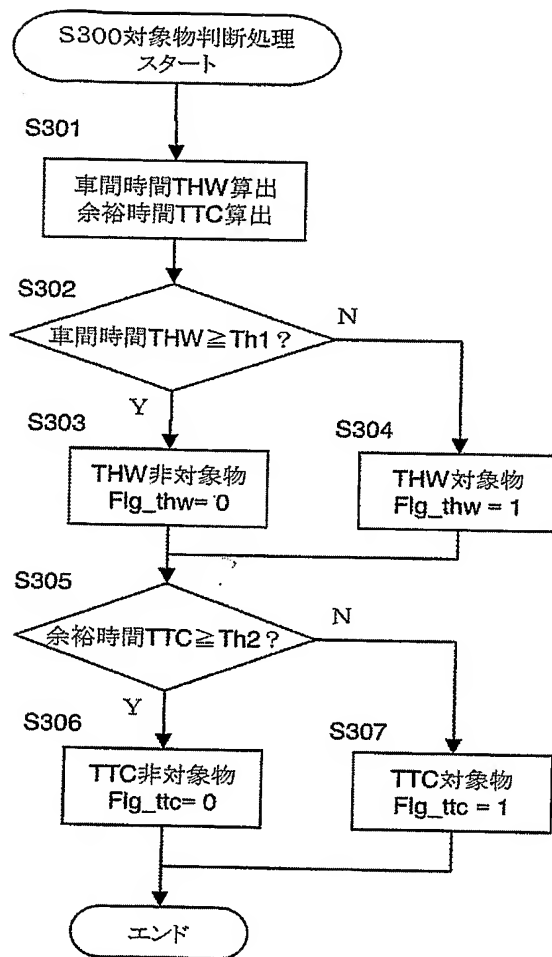 S300対象物判断処理
スタート
S301
車間時間THW算出
余裕時間TTC算出
S302
車間時間THW≧Th1?
N
Y
S303
S304
THW非対象物
Flg_thw= 0
THW対象物
Flg_thw = 1
S305
余裕時間TTC≧Th2?
N
Y
S306
S307
TTC非対象物
Flg_ttc= 0
TTC対象物
Flg_ttc = 1
エンド